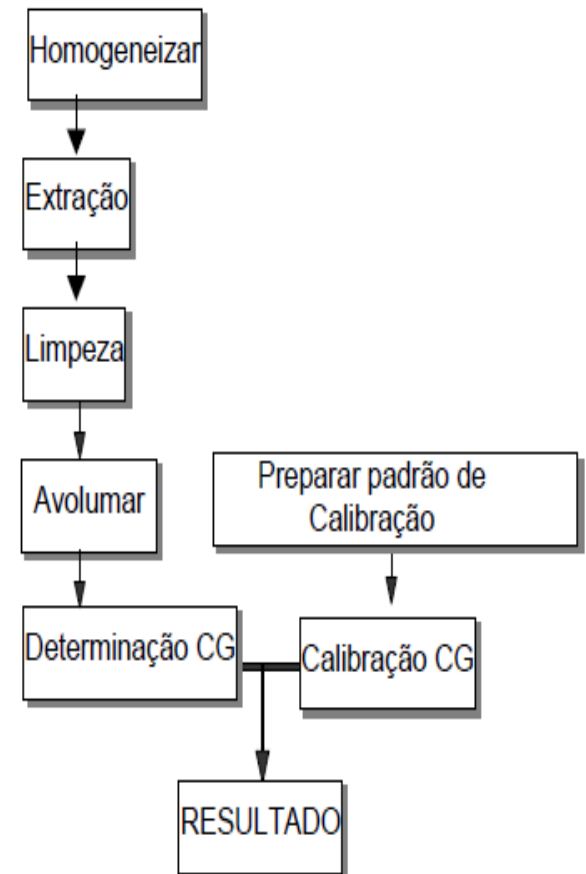 Homogeneizar
Extração
Limpeza
Avolumar
Preparar padrão de
Calibração
Determinação CG
Calibração CG
RESULTADO